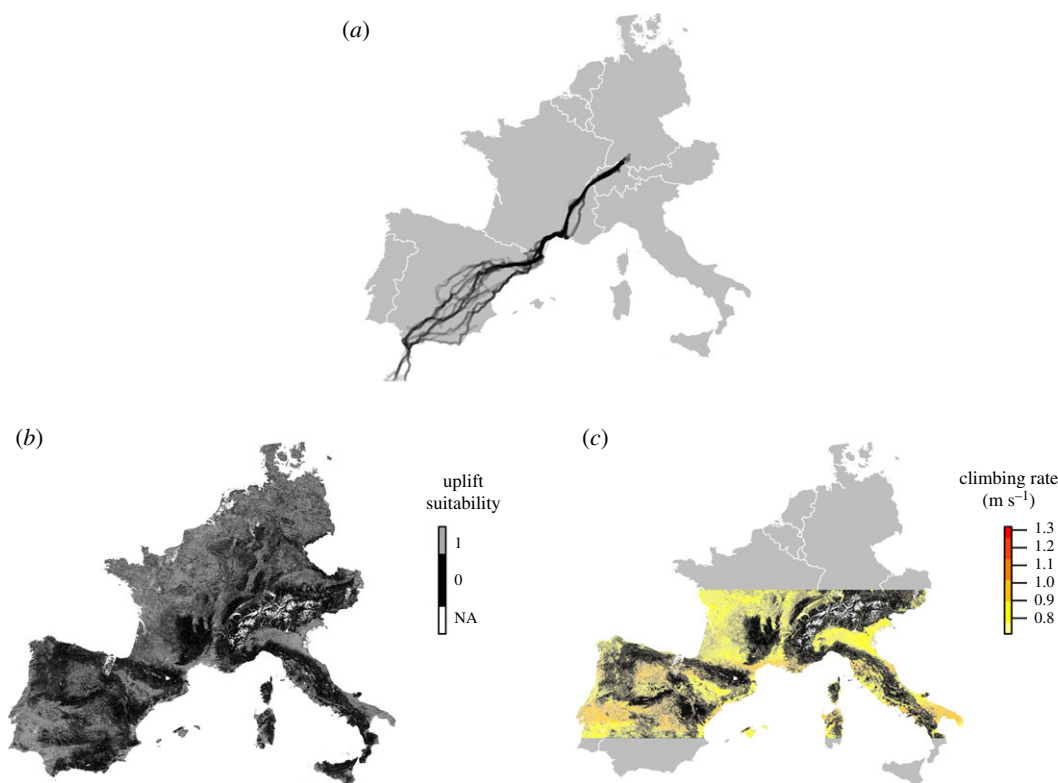 (a)
(b)
uplift
suitability
1
0
NA
(c)
climbing rate
(m s⁻¹)
1.3
1.2
1.1
1.0
0.9
0.8